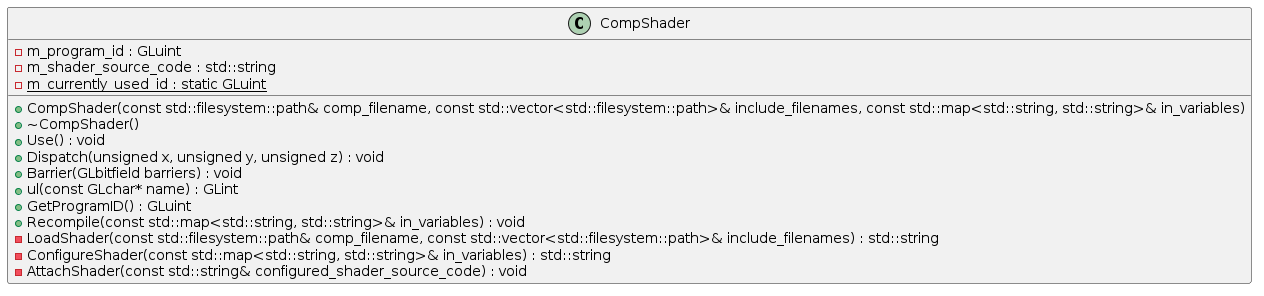 C CompShader
m_program_id : GLuint
m_shader_source_code : std::string
m_currently_used_id : static GLuint
CompShader(const std::filesystem::path& comp_filename, const std::vector<std::filesystem::path>& include_filenames, const std::map<std::string, std::string>& in_variables)
~CompShader()
Use() : void
Dispatch(unsigned x, unsigned y, unsigned z) : void
Barrier(GLbitfield barriers) : void
ul(const GLchar* name) : GLint
GetProgramID() : GLuint
Recompile(const std::map<std::string, std::string>& in_variables) : void
LoadShader(const std::filesystem::path& comp_filename, const std::vector<std::filesystem::path>& include_filenames) : std::string
ConfigureShader(const std::map<std::string, std::string>& in_variables) : std::string
AttachShader(const std::string& configured_shader_source_code) : void